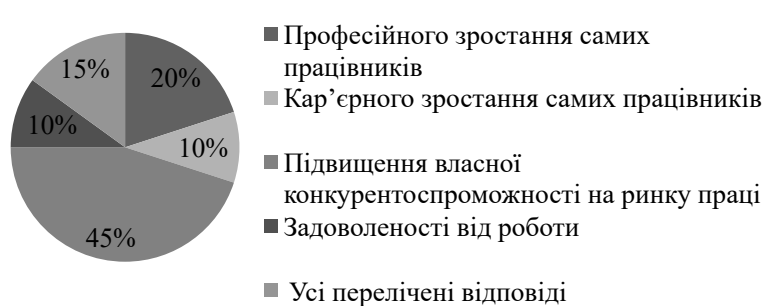 15%
20%
10%
10%
45%
Професійного зростання самих
працівників
Кар’єрного зростання самих працівників
Підвищення власної
конкурентоспроможності на ринку праці
Задоволеності від роботи
Усі перелічені відповіді